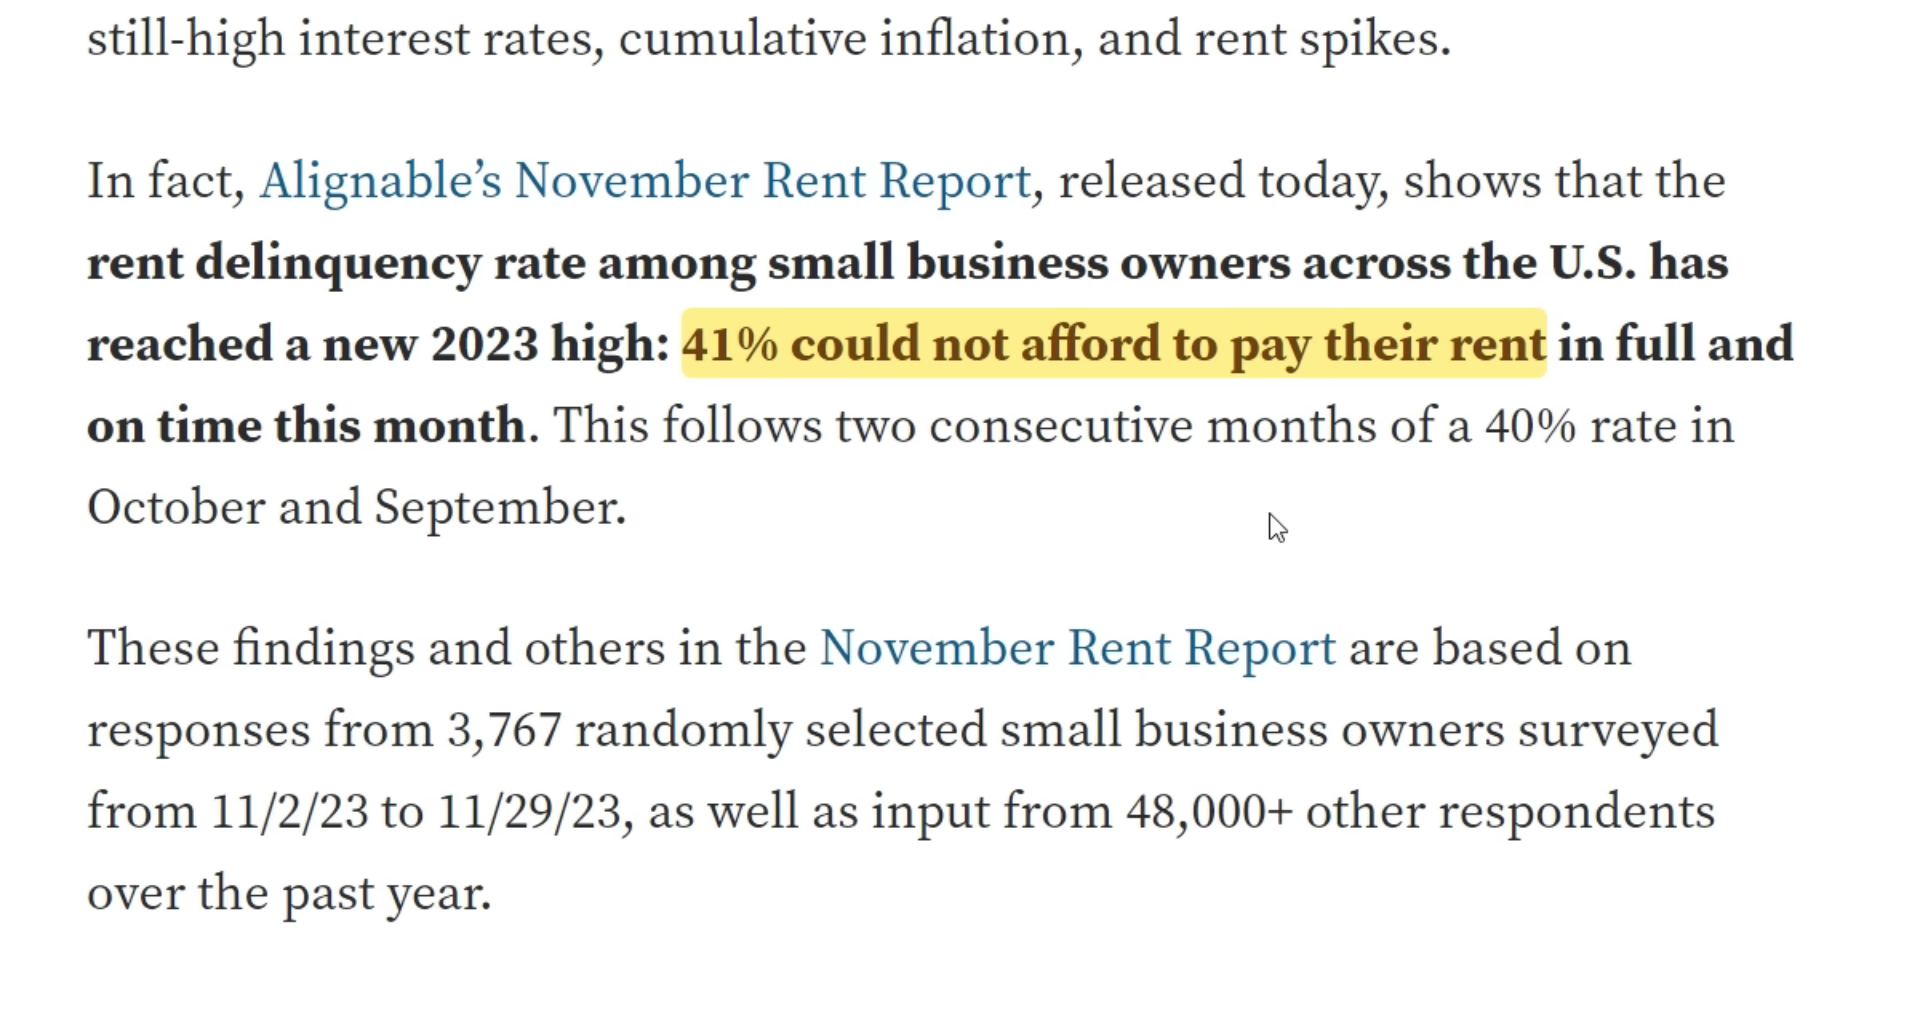 still-high interest rates, cumulative inflation, and rent spikes.
In fact, Alignable’s November Rent Report, released today, shows that the
rent delinquency rate among small business owners across the U.S. has
reached a new 2023 high: 41% could not afford to pay their rent in full and
on time this month. This follows two consecutive months of a 40% rate in
October and September.
These findings and others in the November Rent Report are based on
responses from 3,767 randomly selected small business owners surveyed
from 11/2/23 to 11/29/23, as well as input from 48,000+ other respondents
over the past year.